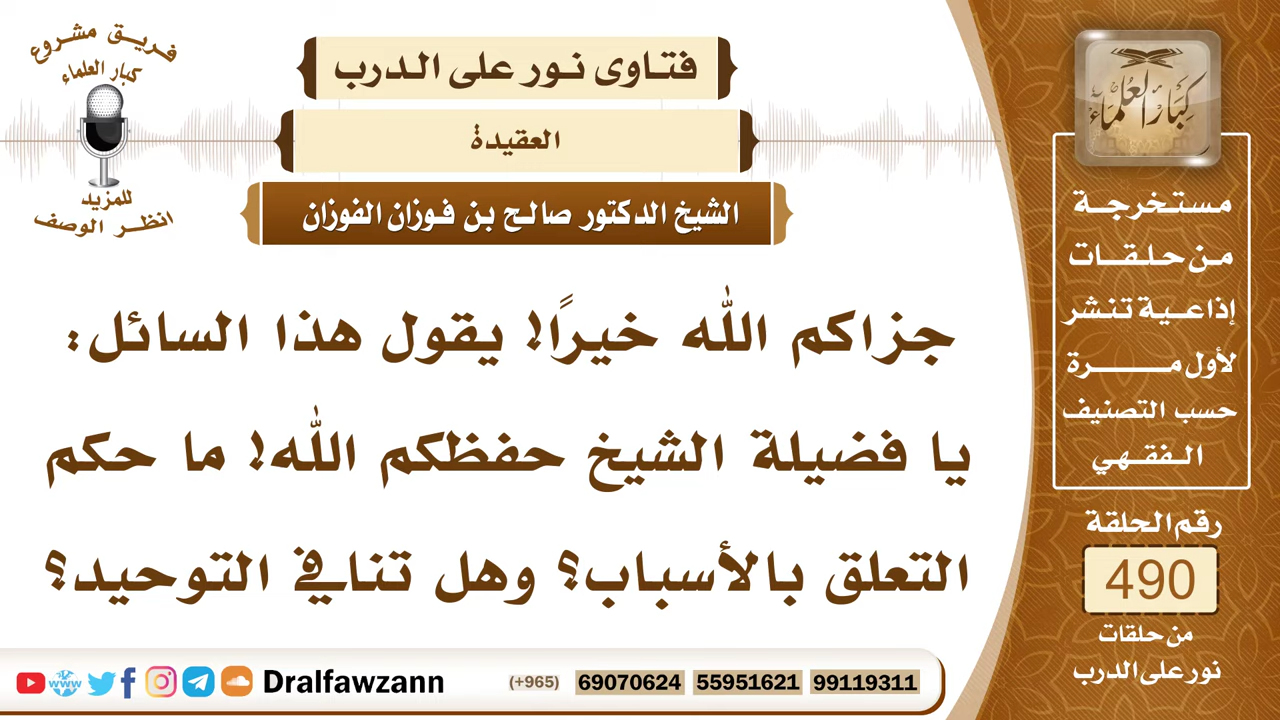 فريق مشروع
كبار العلماء
للمزيد
انظر الوصف
فتاوى نور على الدرب
العقيدة
الشيخ الدكتور صالح بن فوزان الفوزان
جزاكم الله خيرًا! يقول هذا السائل:
يا فضيلة الشيخ حفظكم الله! ما حكم
التعلق بالأسباب؟ وهل تنافي التوحيد؟
كبار العلماء
مستخرجة
من حلقات
إذاعية تنشر
لأول مرة
حسب التصنيف
الفقهي
رقم الحلقة
490
من حلقات
نور على الدرب
www Dralfawzann (+965) 69070624 55951621 99119311